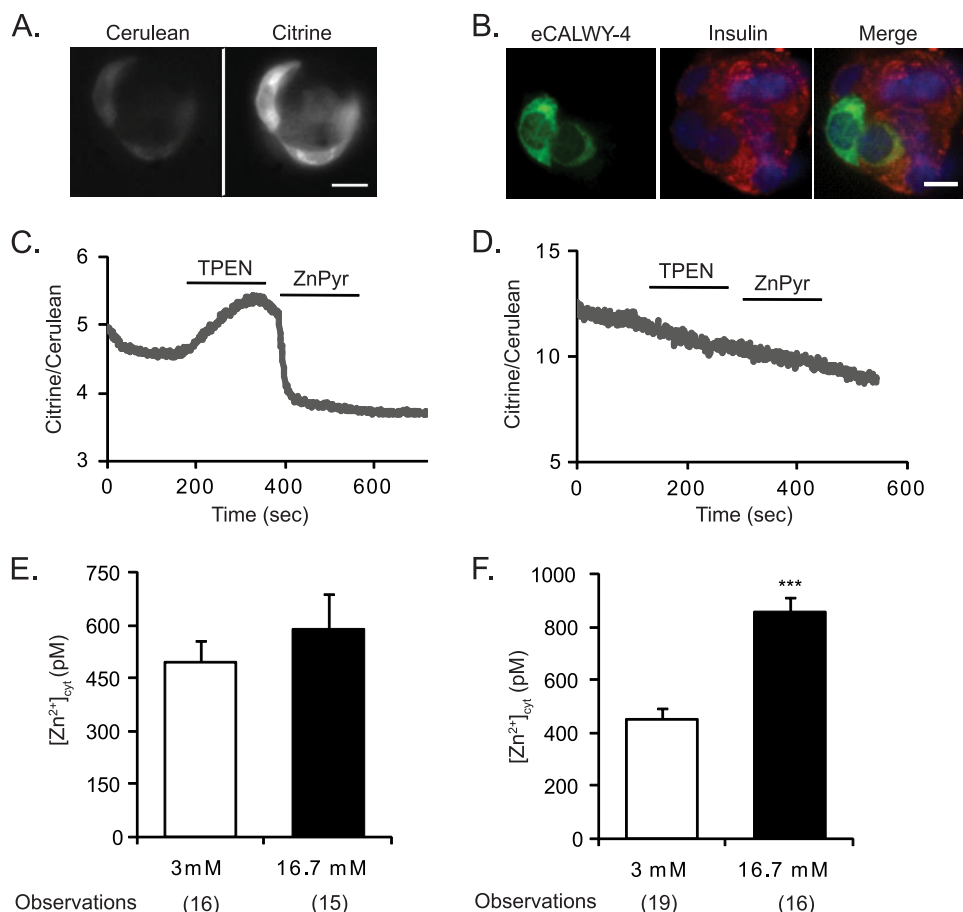 A.
Cerulean Citrine
B.
eCALWY-4 Insulin Merge
C.
Citrine/Cerulean
6
5
4
3
TPEN
ZnPyr
0 200 400 600
Time (sec)
D.
Citrine/Cerulean
15
10
5
TPEN
ZnPyr
0 200 400 600
Time (sec)
E.
[Zn²⁺]cyt (pM)
750
600
450
300
150
0
3mM 16.7 mM
Observations (16) (15)
F.
[Zn²⁺]cyt (pM)
1000
800
600
400
200
0
***
3 mM 16.7 mM
Observations (19) (16)